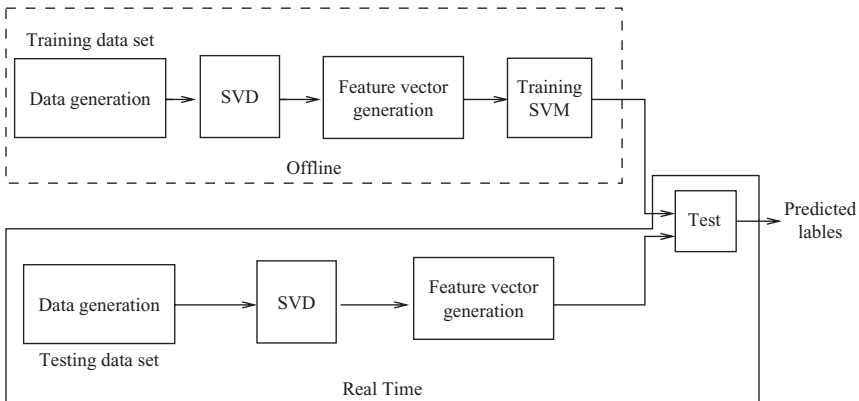 Training data set
Data generation
SVD
Feature vector
generation
Training
SVM
Offline
Test
Predicted
lables
Data generation
SVD
Feature vector
generation
Testing data set
Real Time